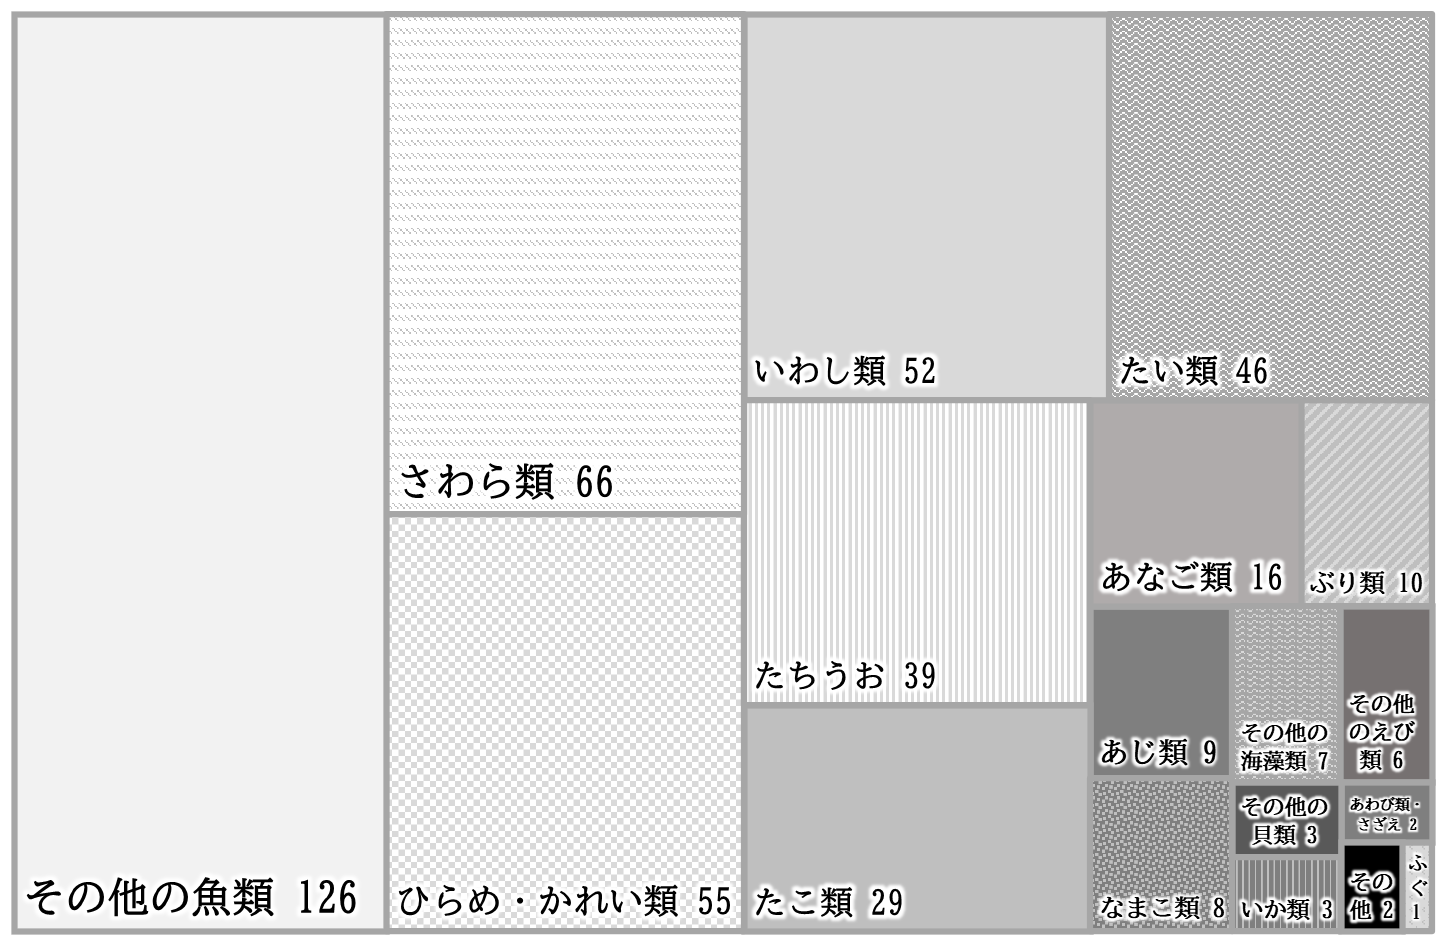 その他の魚類 126
さわら類 66
ひらめ・かれい類 55
いわし類 52
たい類 46
たちうお 39
たこ類 29
あなご類 16
ぶり類 10
あじ類 9
その他の
海藻類 7
その他
のえび
類 6
なまこ類 8
その他の
貝類 3
いか類 3
あわび類・
さざえ 2
その
他 2
ふぐ1